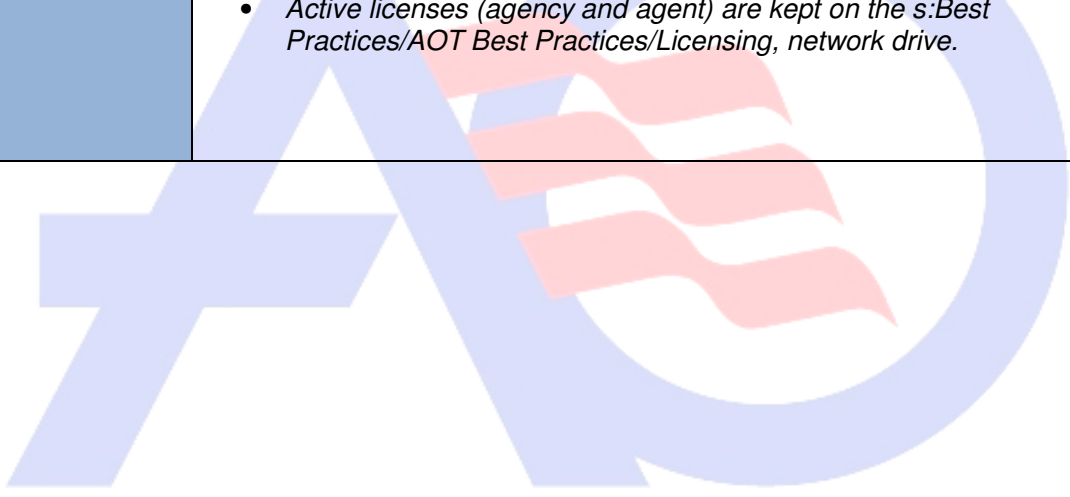 • Active licenses (agency and agent) are kept on the s:Best
Practices/AOT Best Practices/Licensing, network drive.